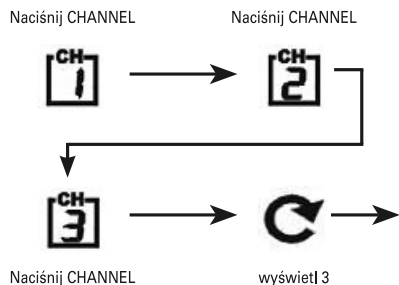 Naciśnij CHANNEL Naciśnij CHANNEL
CH 1 CH 2
CH 3
Naciśnij CHANNEL wyświetl 3